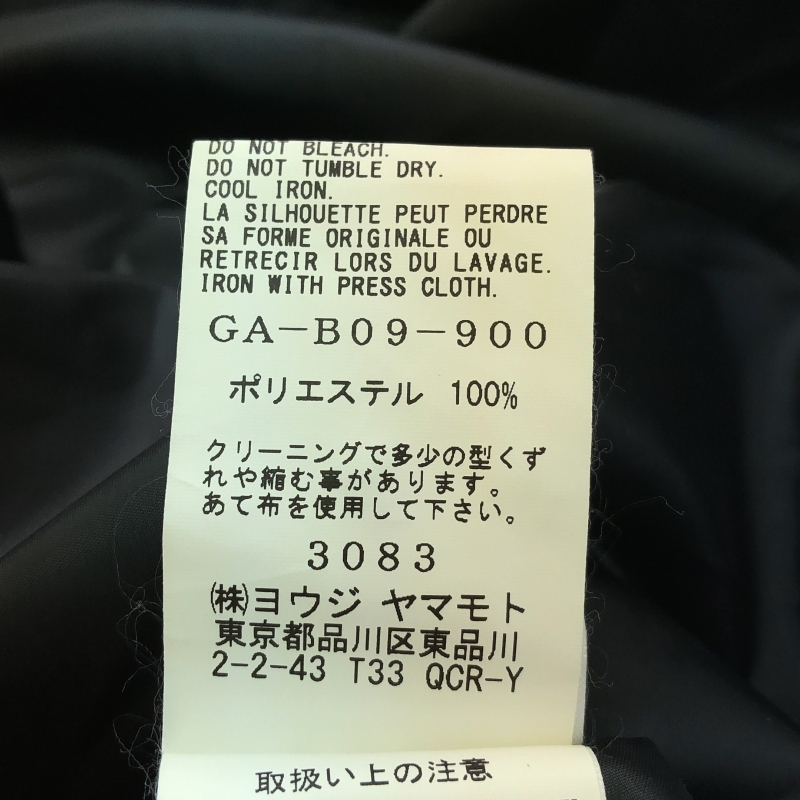 DO NOT BLEACH.
DO NOT TUMBLE DRY.
COOL IRON.
LA SILHOUETTE PEUT PERDRE
SA FORME ORIGINALE OU
RETRECIR LORS DU LAVAGE.
IRON WITH PRESS CLOTH.
GA-B09-900
ポリエステル 100%
クリーニングで多少の型くず
れや縮む事があります。
あて布を使用して下さい。
3083
㈱ヨウジ ヤマモト
東京都品川区東品川
2-2-43 T33 QCR-Y
取扱い上の注意